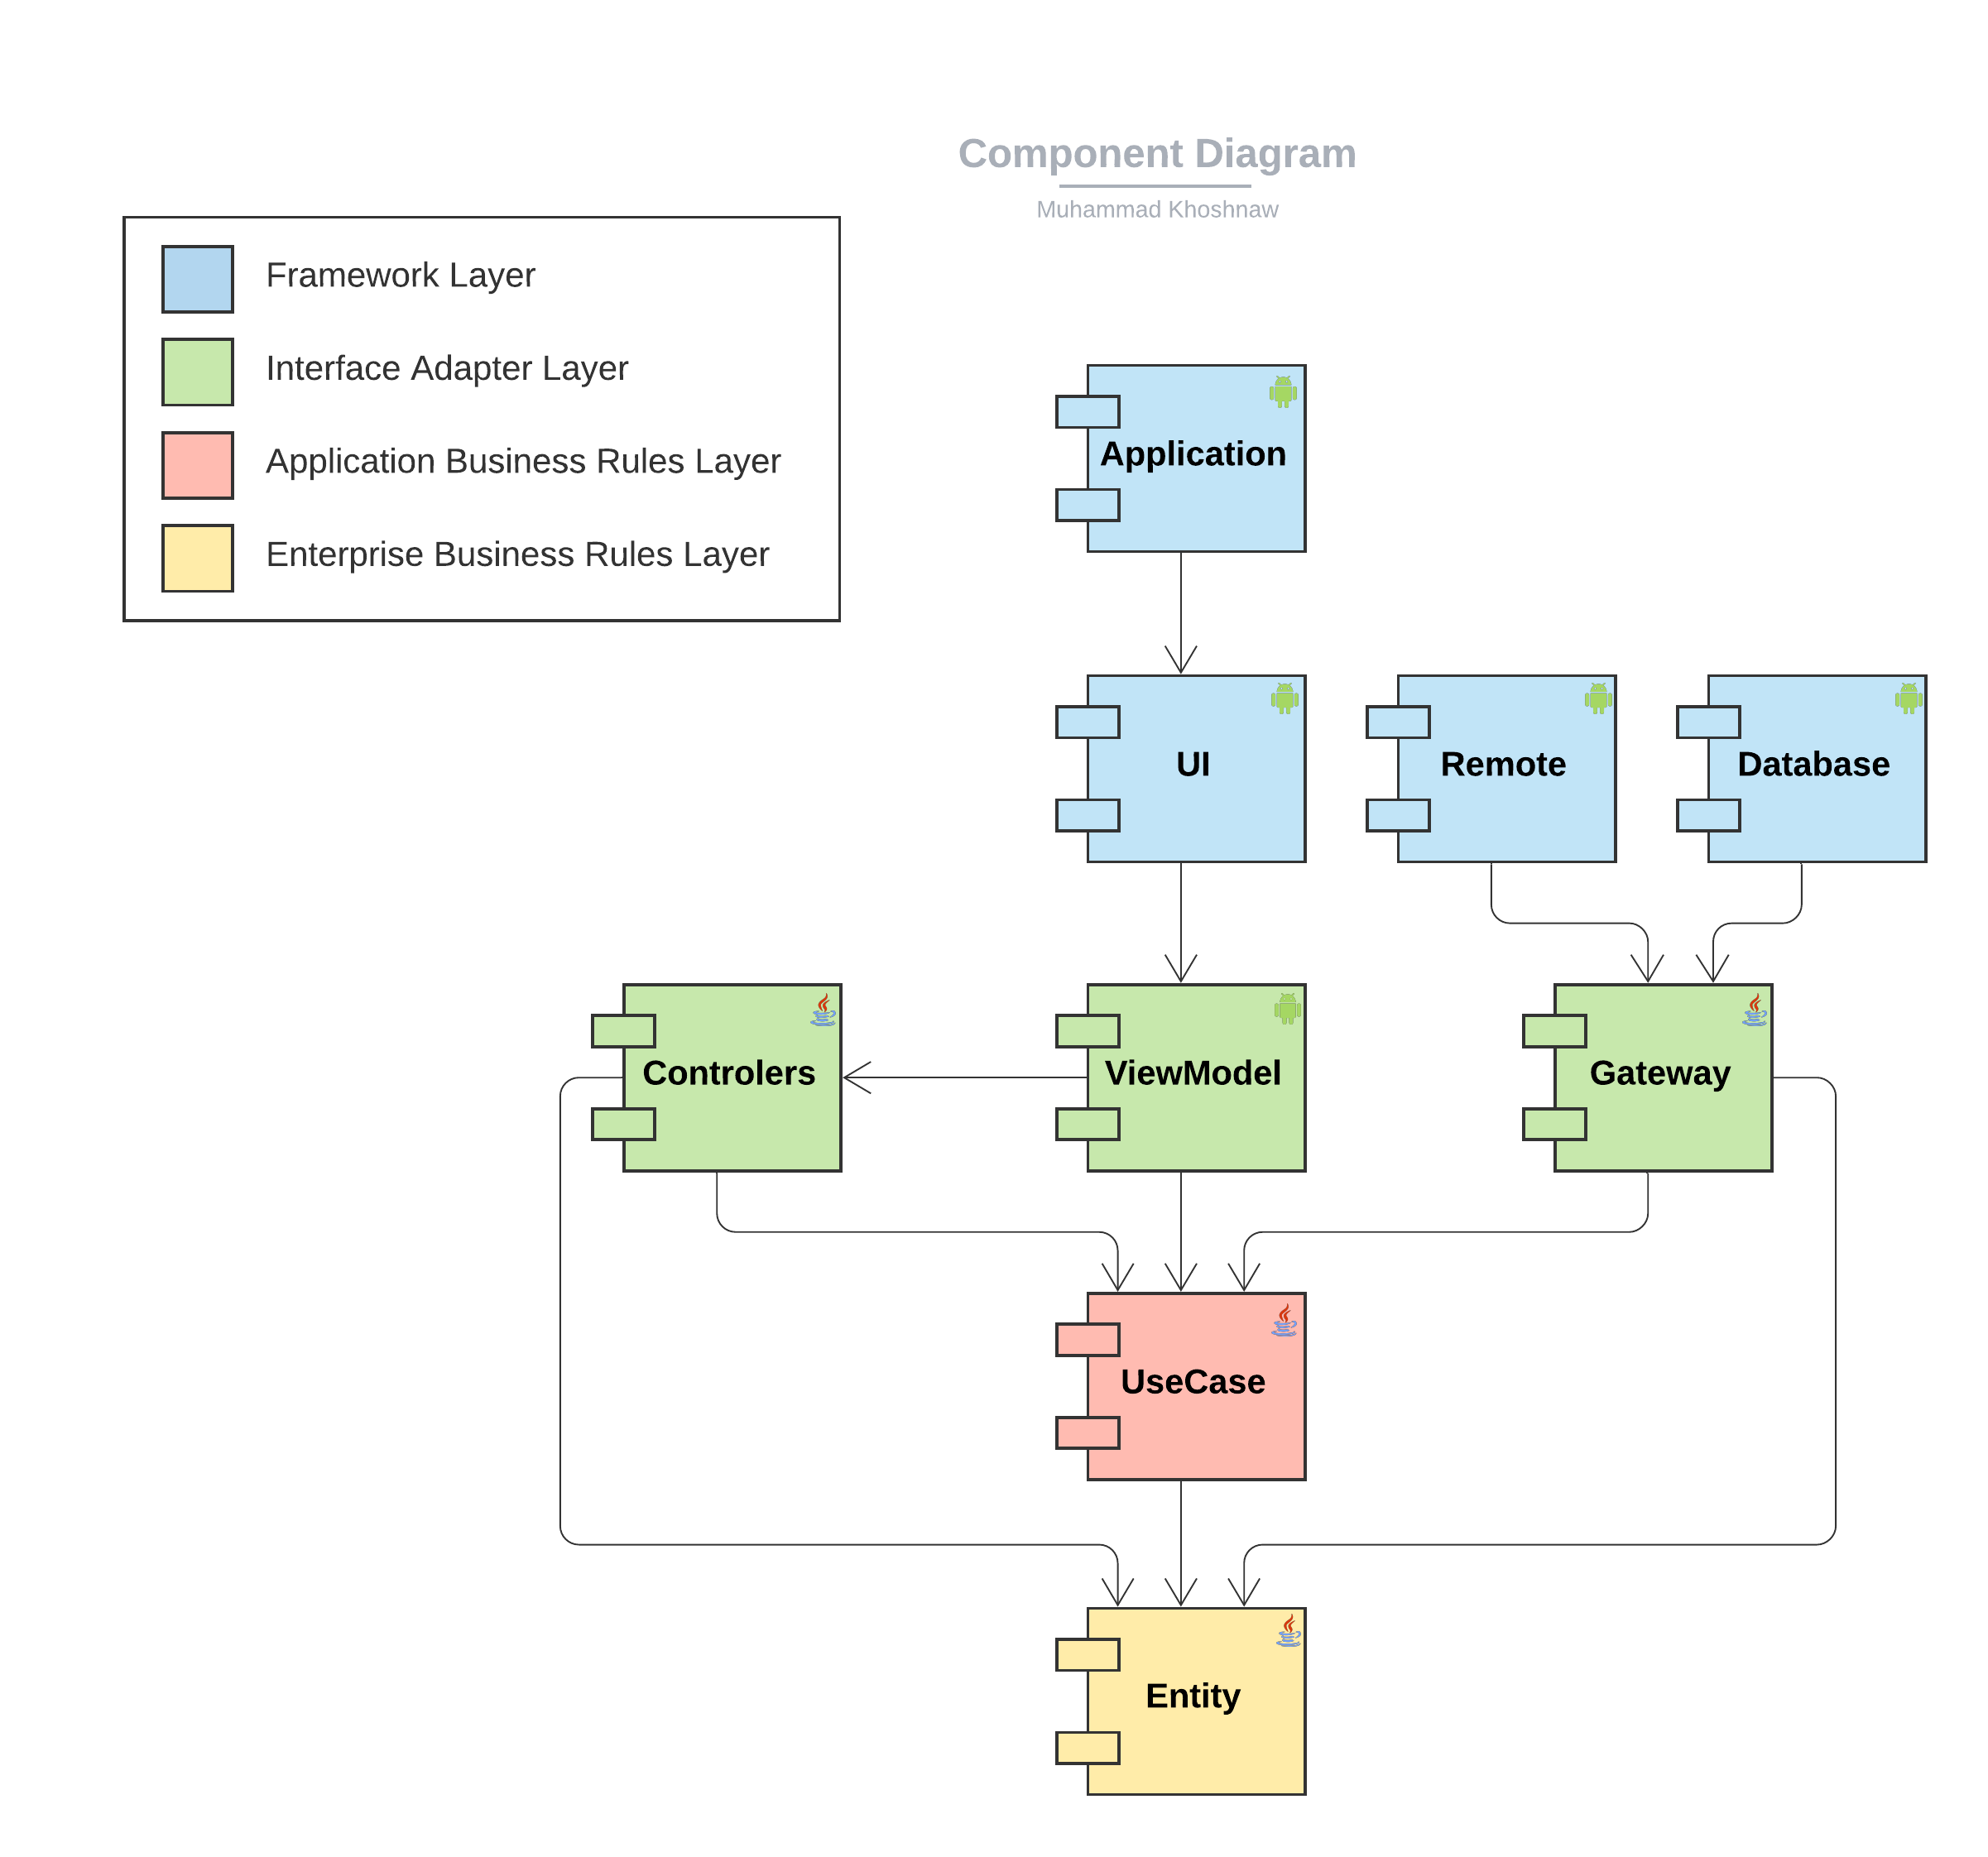 Component Diagram
Muhammad Khoshnaw
Framework Layer
Interface Adapter Layer
Application Business Rules Layer
Enterprise Business Rules Layer
Application
UI
Remote
Database
Controlers
ViewModel
Gateway
UseCase
Entity